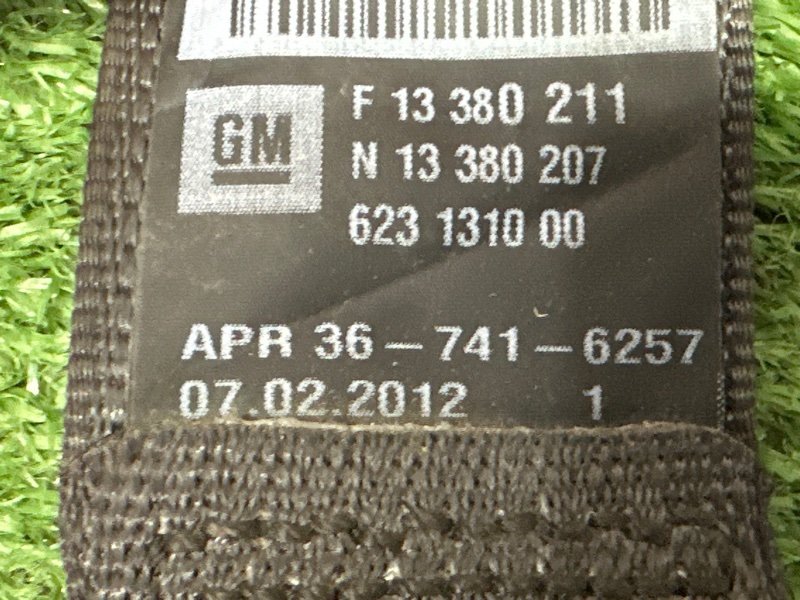 GM
F 13 380 211
N 13 380 207
623 1310 00
APR 36-741-6257
07.02.2012 1